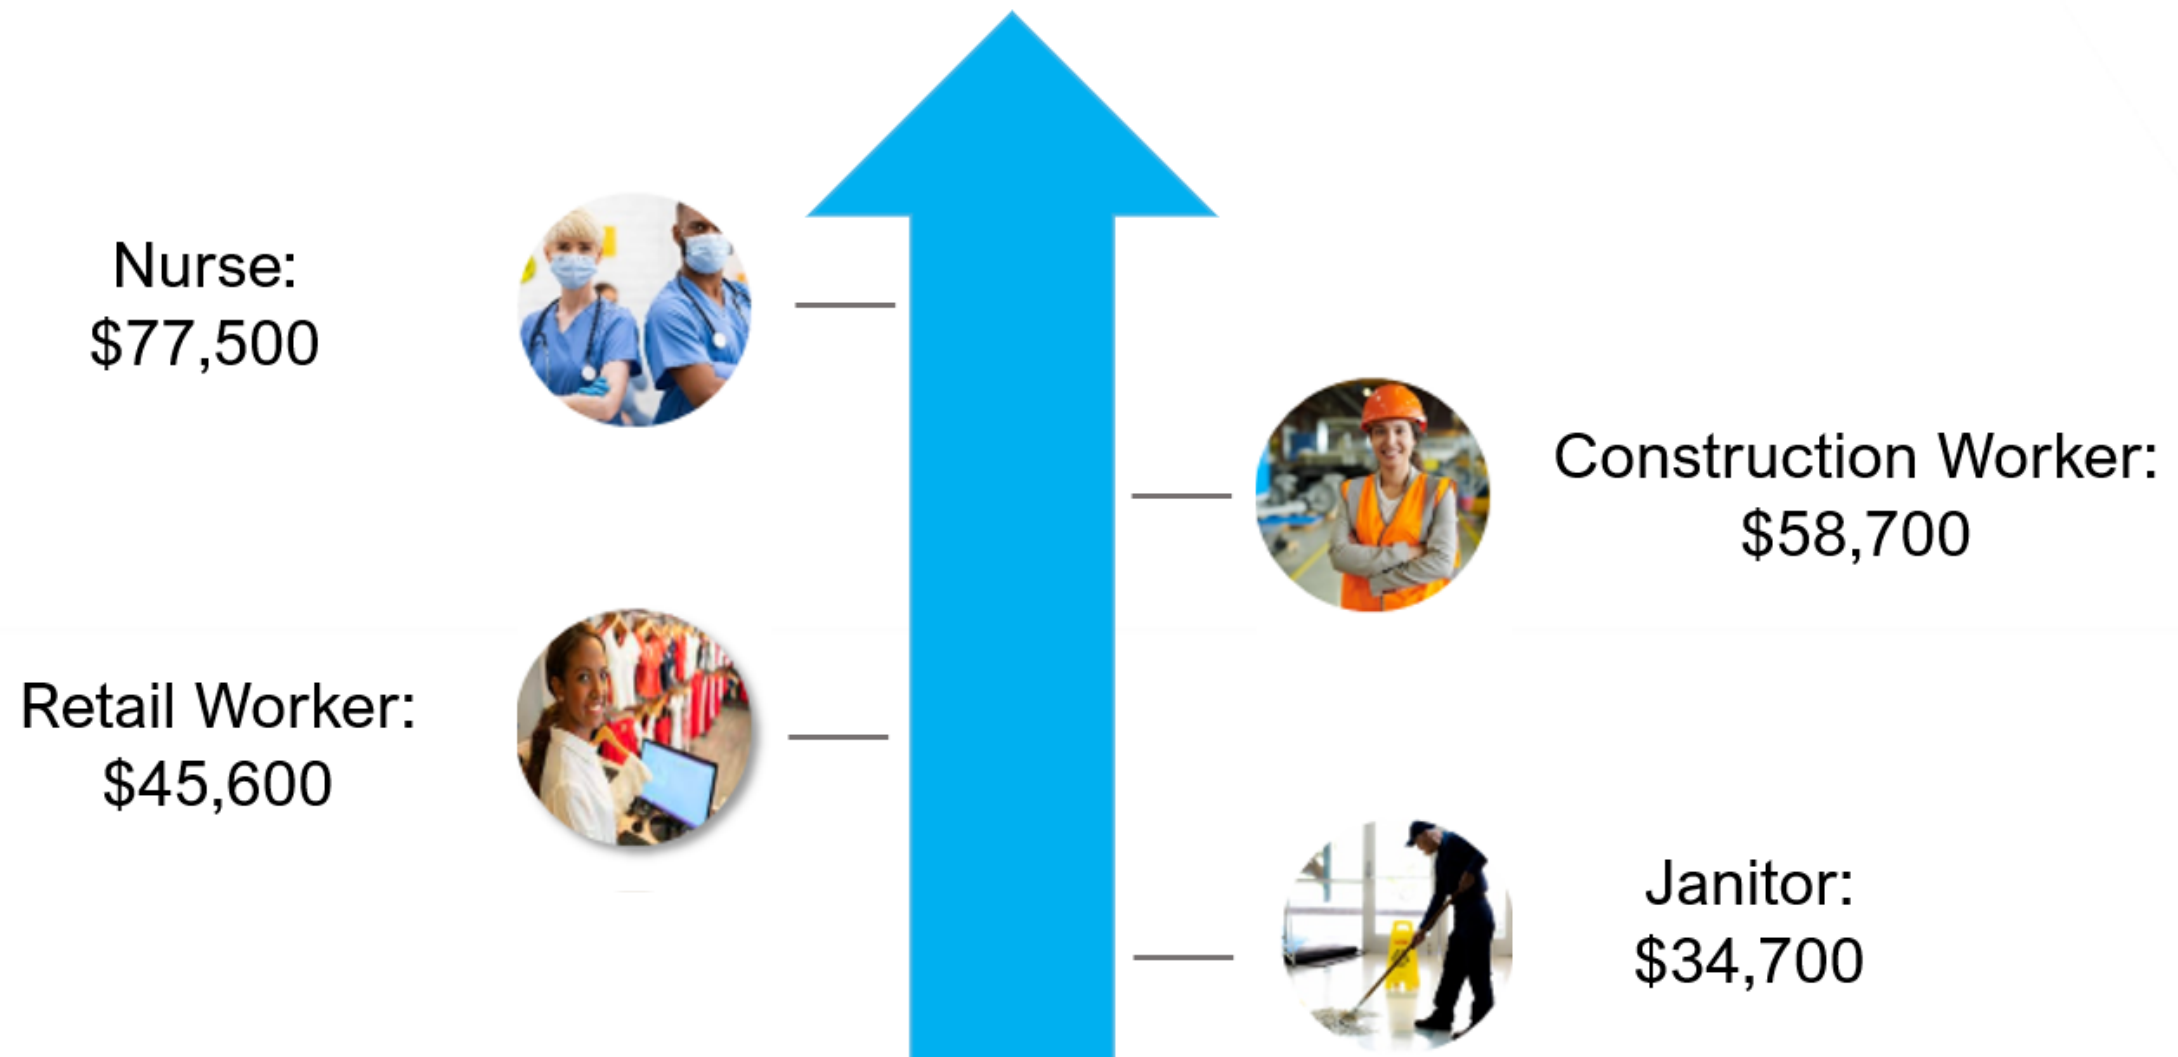 Nurse:
$77,500
Construction Worker:
$58,700
Retail Worker:
$45,600
Janitor:
$34,700